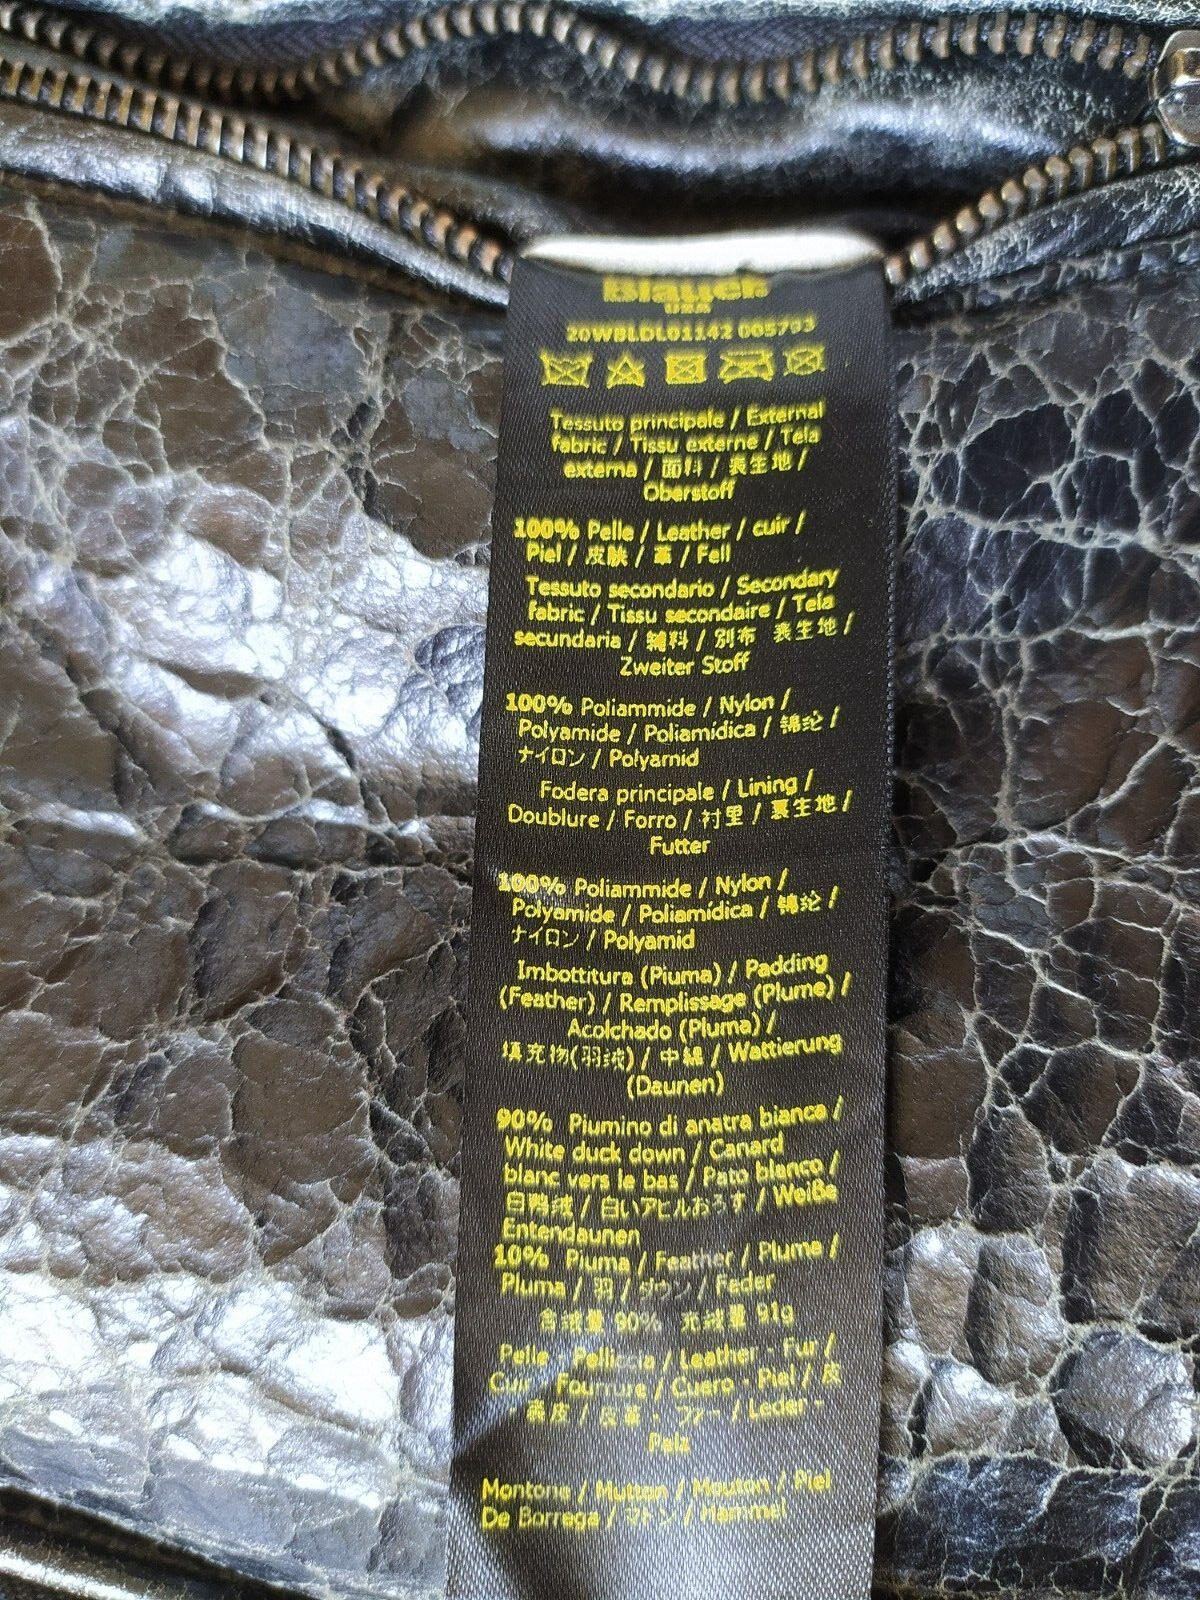 Blauer®
USA
20WBLDL01142 005793
Tessuto principale / External
fabric / Tissu externe / Tela
externa / 面料 / 表生地 /
Oberstoff
100% Pelle / Leather / cuir /
Piel / 皮肤 / 革 / Fell
Tessuto secondario / Secondary
fabric / Tissu secondaire / Tela
secundaria / 辅料 / 別布 表生地 /
Zweiter Stoff
100% Poliammide / Nylon /
Polyamide / Poliamídica / 锦纶 /
ナイロン / Polyamid
Fodera principale / Lining /
Doublure / Forro / 衬里 / 裏生地 /
Futter
100% Poliammide / Nylon /
Polyamide / Poliamídica / 锦纶 /
ナイロン / Polyamid
Imbottitura (Piuma) / Padding
(Feather) / Remplissage (Plume) /
Acolchado (Pluma) /
填充物(羽绒) / 中綿 / Wattierung
(Daunen)
90% Piumino di anatra bianca /
White duck down / Canard
blanc vers le bas / Pato blanco /
白鸭绒 / 白いアヒルおうす / Weiße
Entendaunen
10% Piuma / Feather / Plume /
Pluma / 羽 / ダウン / Feder
含绒量 90% 充绒量 91g
Pelle - Pelliccia / Leather - Fur /
Cuir - Fourrure / Cuero - Piel / 皮
- 裘皮 / 皮革 - ファー / Leder -
Pelz
Montone / Mutton / Mouton / Piel
De Borrega / マトン / Hammel